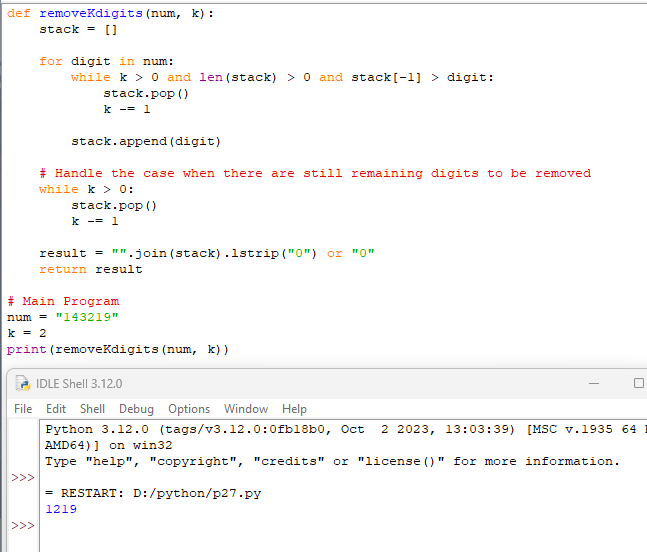 def removeKdigits(num, k):
    stack = []

    for digit in num:
        while k > 0 and len(stack) > 0 and stack[-1] > digit:
            stack.pop()
            k -= 1

        stack.append(digit)

    # Handle the case when there are still remaining digits to be removed
    while k > 0:
        stack.pop()
        k -= 1

    result = "".join(stack).lstrip("0") or "0"
    return result

# Main Program
num = "143219"
k = 2
print(removeKdigits(num, k))
IDLE Shell 3.12.0
File Edit Shell Debug Options Window Help
Python 3.12.0 (tags/v3.12.0:0fb18b0, Oct  2 2023, 13:03:39) [MSC v.1935 64
AMD64)] on win32
Type "help", "copyright", "credits" or "license()" for more information.
>>>
= RESTART: D:/python/p27.py
1219
>>>